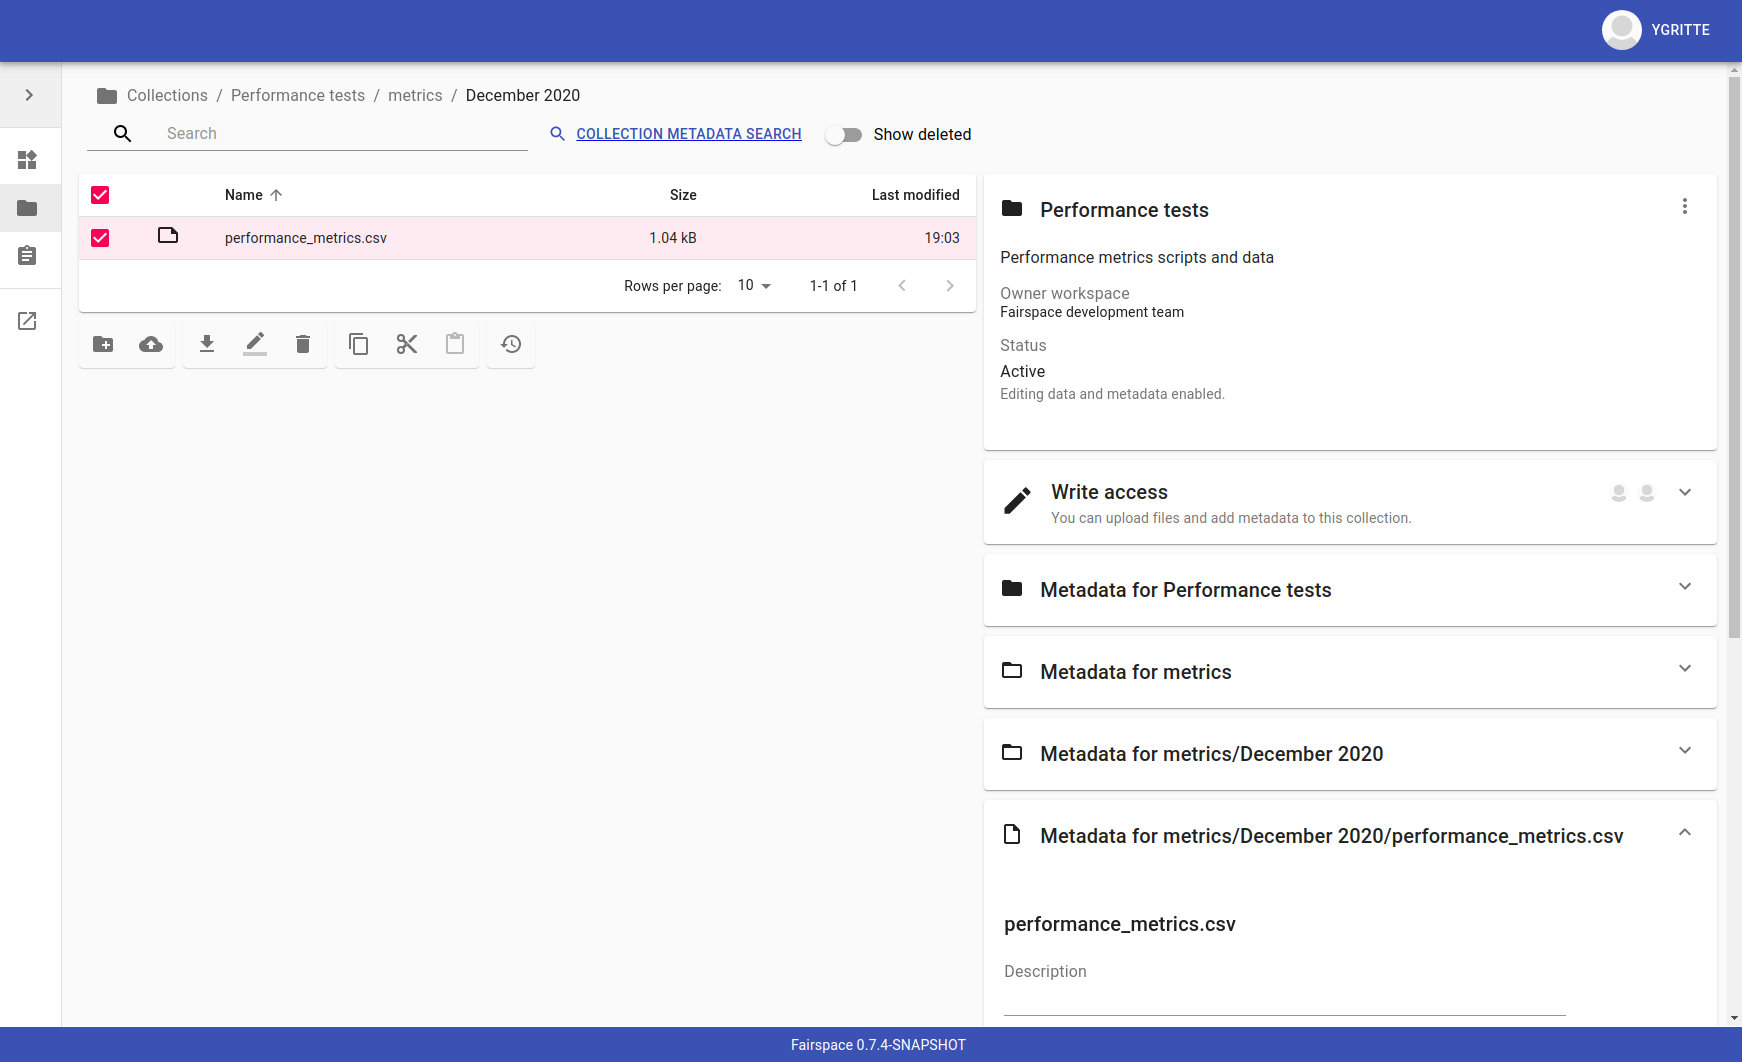 YGRITTE
Collections / Performance tests / metrics / December 2020
Search
COLLECTION METADATA SEARCH
Show deleted
Name Size Last modified
performance_metrics.csv 1.04 kB 19:03
Rows per page: 10 1-1 of 1
Performance tests
Performance metrics scripts and data
Owner workspace
Fairspace development team
Status
Active
Editing data and metadata enabled.
Write access
You can upload files and add metadata to this collection.
Metadata for Performance tests
Metadata for metrics
Metadata for metrics/December 2020
Metadata for metrics/December 2020/performance_metrics.csv
performance_metrics.csv
Description
Fairspace 0.7.4-SNAPSHOT